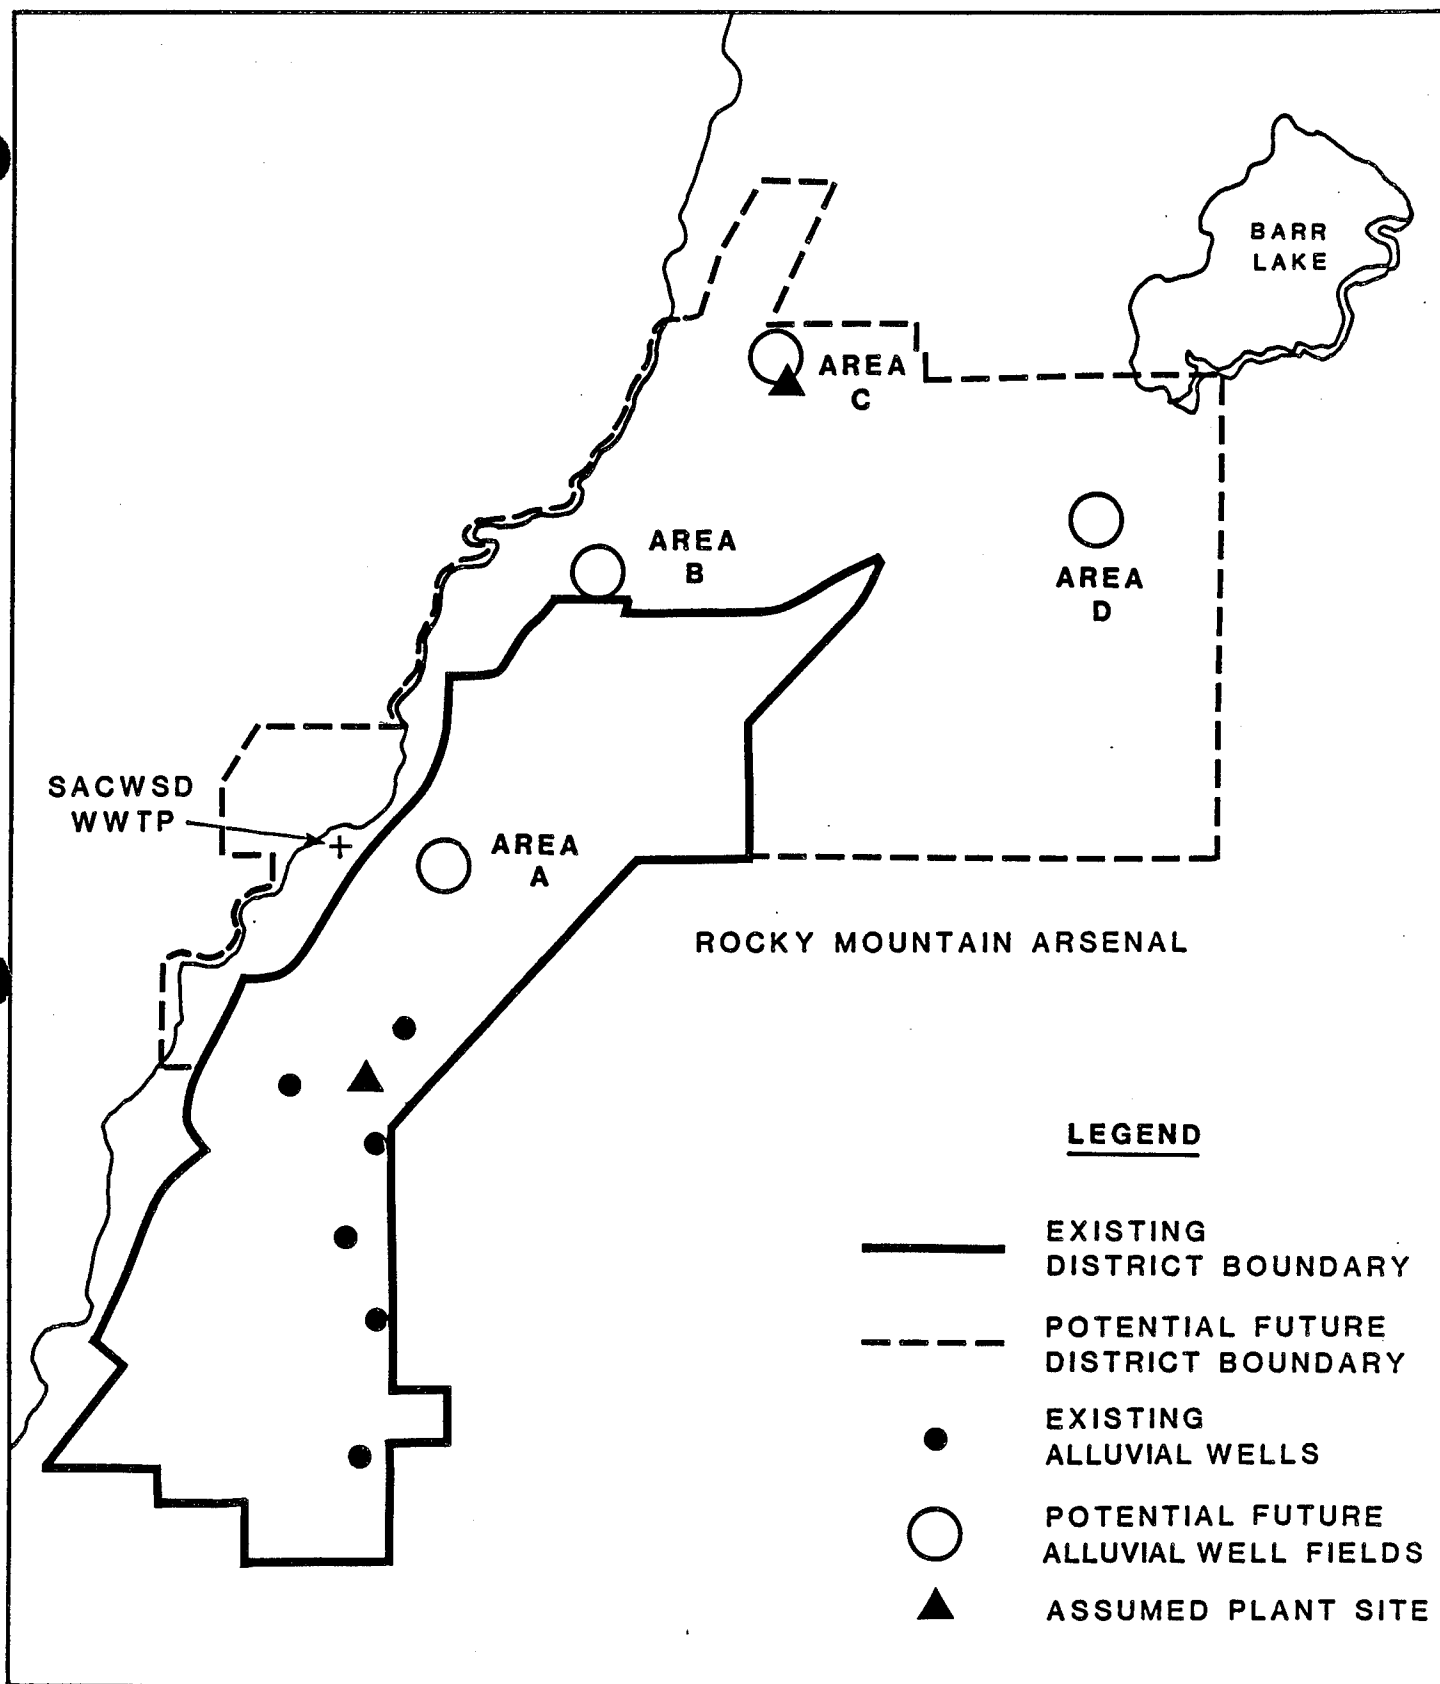 BARR
LAKE
AREA
C
AREA
B
AREA
D
SACWSD
WWTP
AREA
A
ROCKY MOUNTAIN ARSENAL
LEGEND
EXISTING
DISTRICT BOUNDARY
POTENTIAL FUTURE
DISTRICT BOUNDARY
EXISTING
ALLUVIAL WELLS
POTENTIAL FUTURE
ALLUVIAL WELL FIELDS
ASSUMED PLANT SITE